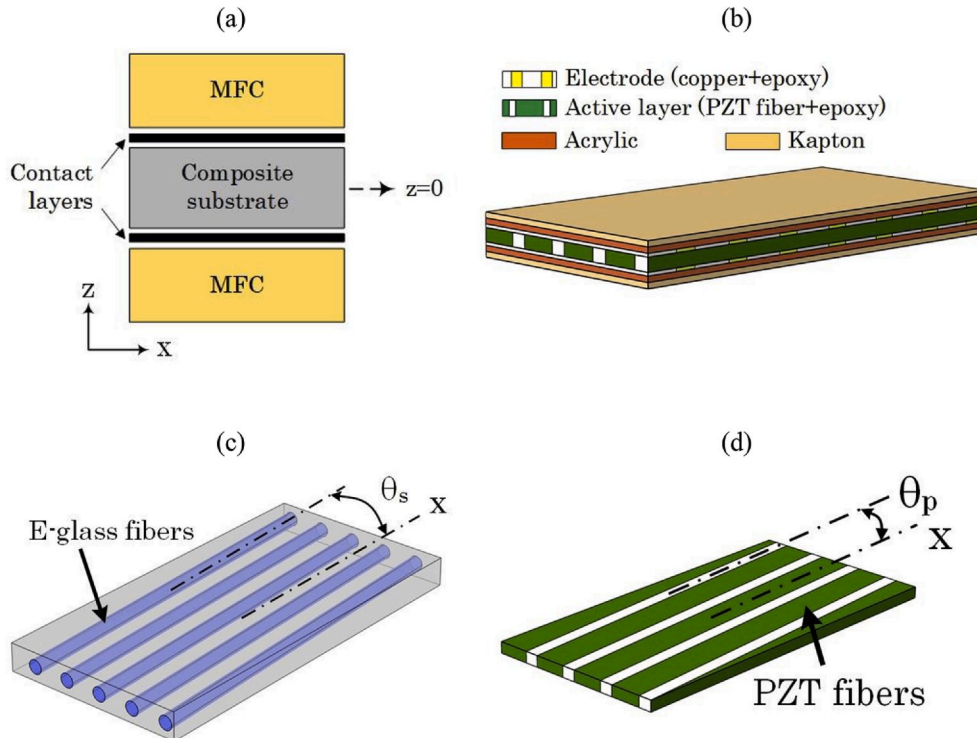 (a)
MFC
Contact
layers
Composite
substrate
z=0
MFC
z
x
(b)
Electrode (copper+epoxy)
Active layer (PZT fiber+epoxy)
Acrylic
Kapton
(c)
θs
x
E-glass fibers
(d)
θp
x
PZT fibers